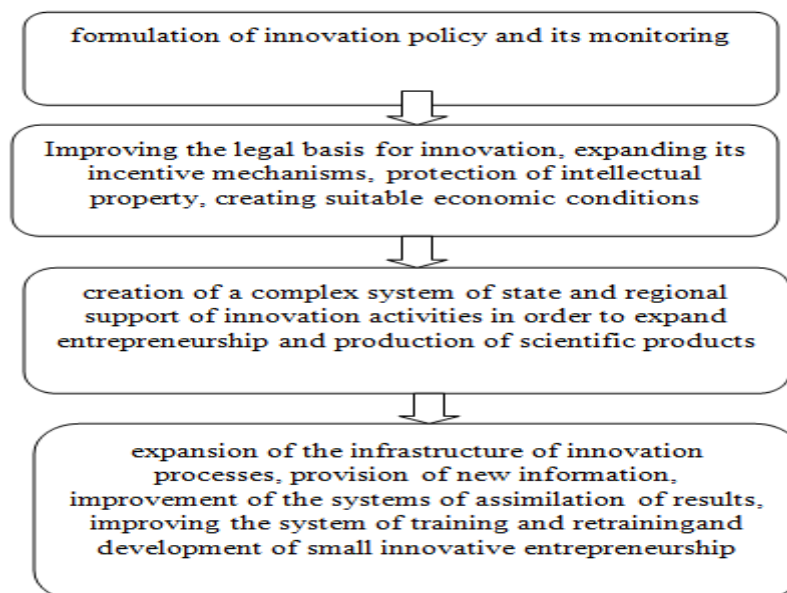 formulation of innovation policy and its monitoring
Improving the legal basis for innovation, expanding its
incentive mechanisms, protection of intellectual
property, creating suitable economic conditions
creation of a complex system of state and regional
support of innovation activities in order to expand
entrepreneurship and production of scientific products
expansion of the infrastructure of innovation
processes, provision of new information,
improvement of the systems of assimilation of results,
improving the system of training and retrainingand
development of small innovative entrepreneurship